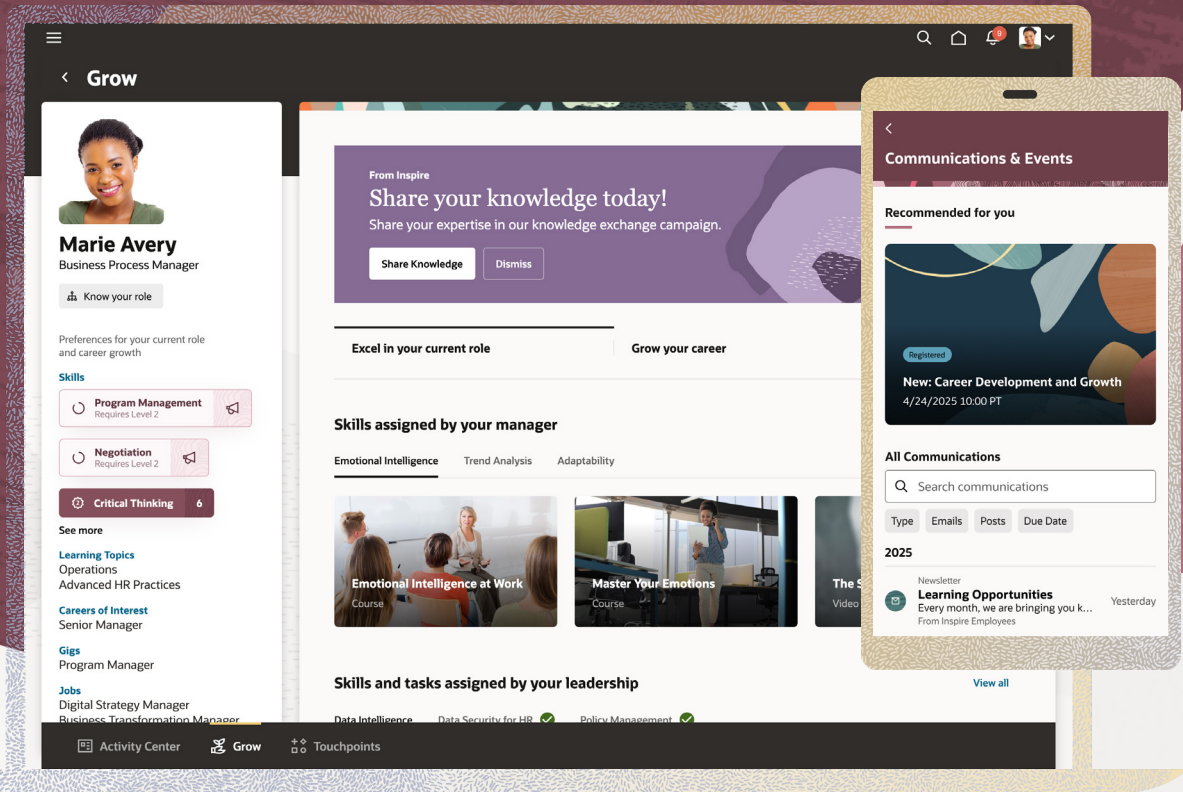 9
Grow
Marie Avery
Business Process Manager
Know your role
Preferences for your current role
and career growth
Skills
Program Management
Requires Level 2
Negotiation
Requires Level 2
Critical Thinking 6
See more
Learning Topics
Operations
Advanced HR Practices
Careers of Interest
Senior Manager
Gigs
Program Manager
Jobs
Digital Strategy Manager
Business Transformation Manager
From Inspire
Share your knowledge today!
Share your expertise in our knowledge exchange campaign.
Share Knowledge Dismiss
Excel in your current role Grow your career
Skills assigned by your manager
Emotional Intelligence Trend Analysis Adaptability
Emotional Intelligence at Work
Course
Master Your Emotions
Course
The
Video
Skills and tasks assigned by your leadership View all
Data Intelligence Data Security for HR Policy Management
Activity Center Grow Touchpoints
Communications & Events
Recommended for you
Registered
New: Career Development and Growth
4/24/2025 10:00 PT
All Communications
Search communications
Type Emails Posts Due Date
2025
Newsletter
Learning Opportunities
Every month, we are bringing you k...
From Inspire Employees
Yesterday